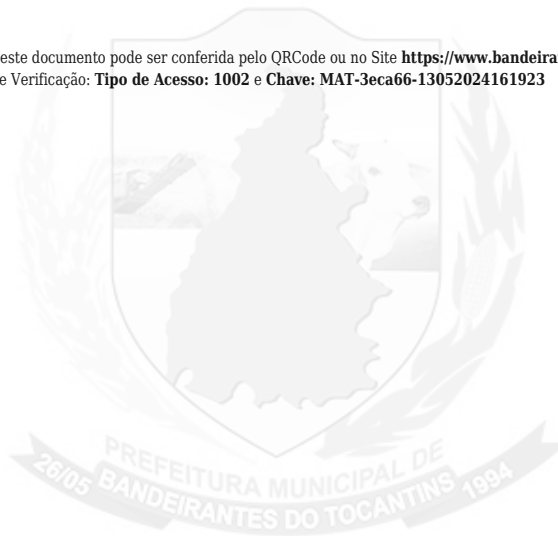 este documento pode ser conferida pelo QRCode ou no Site https://www.bandeira
e Verificação: Tipo de Acesso: 1002 e Chave: MAT-3eca66-13052024161923
PREFEITURA MUNICIPAL DE
26/05 BANDEIRANTES DO TOCANTINS 1994